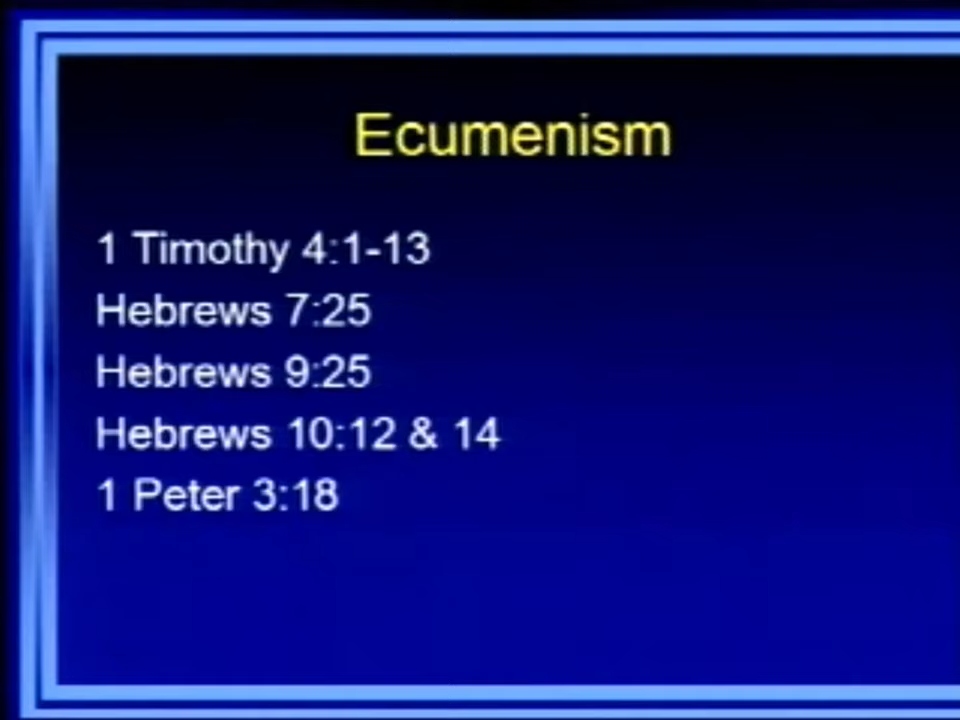 Ecumenism
1 Timothy 4:1-13
Hebrews 7:25
Hebrews 9:25
Hebrews 10:12 & 14
1 Peter 3:18